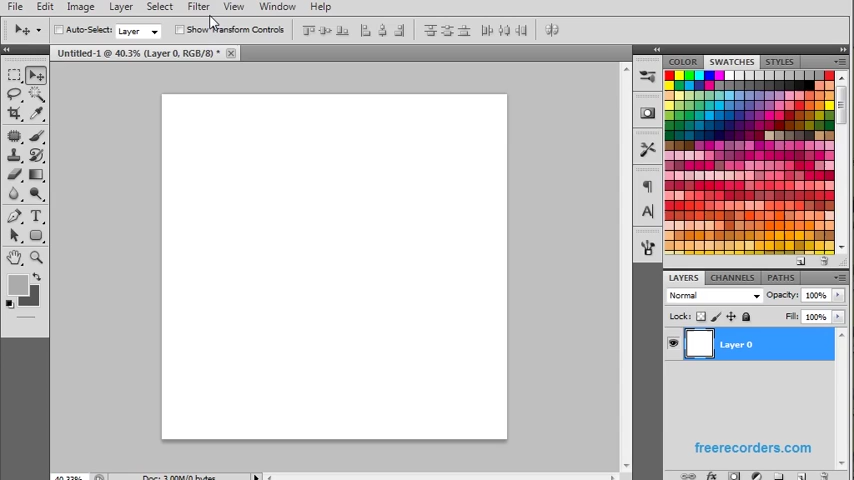 File Edit Image Layer Select Filter View Window Help
Auto-Select: Layer Show Transform Controls
Untitled-1 @ 40.3% (Layer 0, RGB/8) *
COLOR SWATCHES STYLES
LAYERS CHANNELS PATHS
Normal Opacity: 100%
Lock: Fill: 100%
Layer 0
freerecorders.com
40.33% Doc: 3.00M/0 bytes